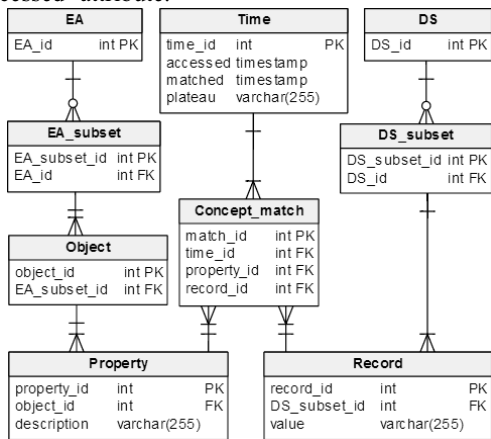 EA
EA_id int PK
Time
time_id int PK
accessed timestamp
matched timestamp
plateau varchar(255)
DS
DS_id int PK
EA_subset
EA_subset_id int PK
EA_id int FK
DS_subset
DS_subset_id int PK
DS_id int FK
Concept_match
match_id int PK
time_id int FK
property_id int FK
record_id int FK
Object
object_id int PK
EA_subset_id int FK
Property
property_id int PK
object_id int FK
description varchar(255)
Record
record_id int PK
DS_subset_id int FK
value varchar(255)